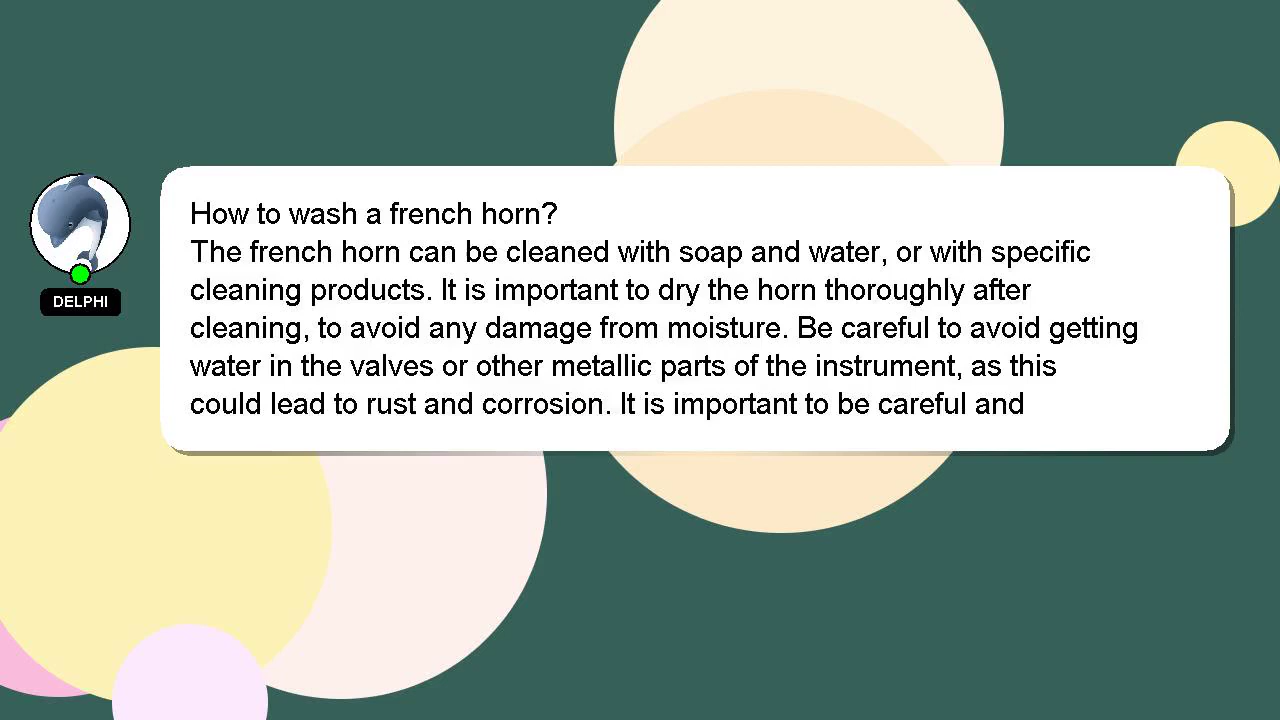 How to wash a french horn?
The french horn can be cleaned with soap and water, or with specific
cleaning products. It is important to dry the horn thoroughly after
cleaning, to avoid any damage from moisture. Be careful to avoid getting
water in the valves or other metallic parts of the instrument, as this
could lead to rust and corrosion. It is important to be careful and
DELPHI